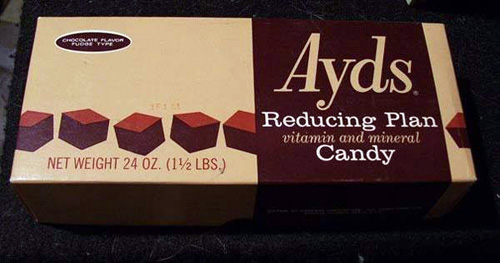 CHOCOLATE FLAVOR
FUDGE TYPE
Ayds®
Reducing Plan
vitamin and mineral
Candy
NET WEIGHT 24 OZ. (1½ LBS.)